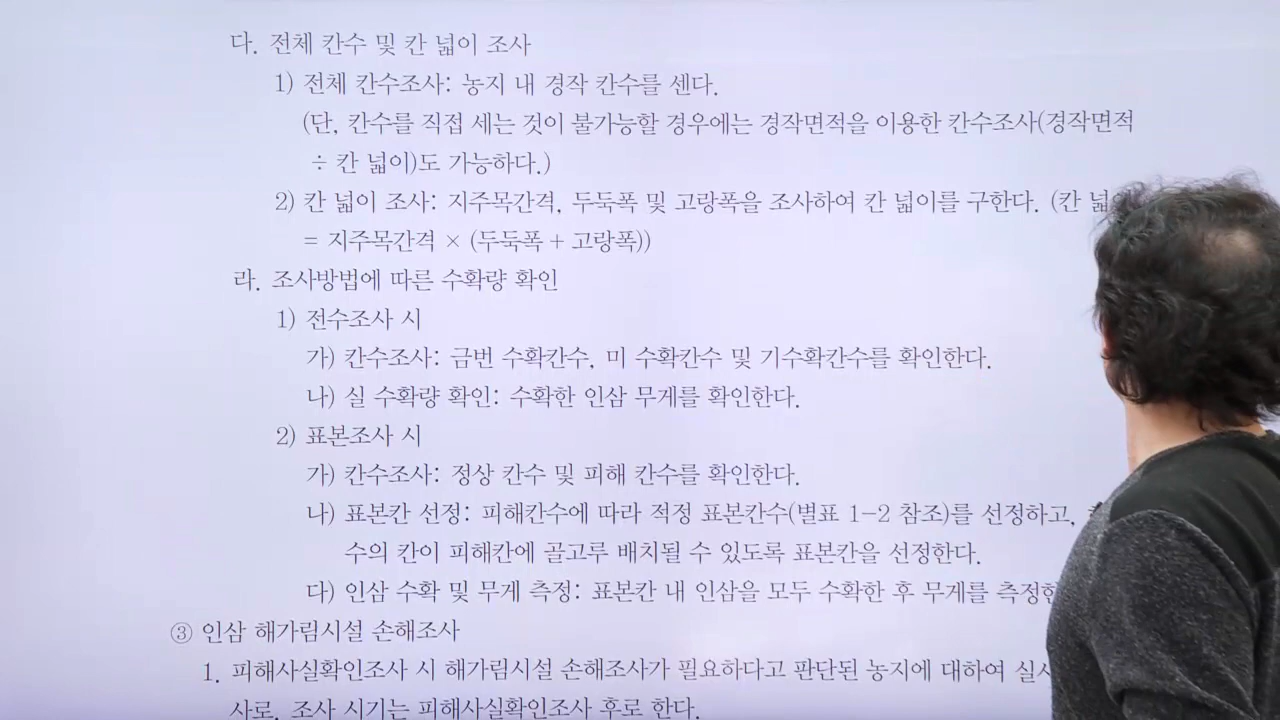 다. 전체 칸수 및 칸 넓이 조사
1) 전체 칸수조사: 농지 내 경작 칸수를 센다.
(단, 칸수를 직접 세는 것이 불가능할 경우에는 경작면적을 이용한 칸수조사(경작면적
÷ 칸 넓이)도 가능하다.)
2) 칸 넓이 조사: 지주목간격, 두둑폭 및 고랑폭을 조사하여 칸 넓이를 구한다. (칸
= 지주목간격 × (두둑폭 + 고랑폭))
라. 조사방법에 따른 수확량 확인
1) 전수조사 시
가) 칸수조사: 금번 수확칸수, 미 수확칸수 및 기수확칸수를 확인한다.
나) 실 수확량 확인: 수확한 인삼 무게를 확인한다.
2) 표본조사 시
가) 칸수조사: 정상 칸수 및 피해 칸수를 확인한다.
나) 표본칸 선정: 피해칸수에 따라 적정 표본칸수(별표 1-2 참조)를 선정하고,
수의 칸이 피해칸에 골고루 배치될 수 있도록 표본칸을 선정한다.
다) 인삼 수확 및 무게 측정: 표본칸 내 인삼을 모두 수확한 후 무게를
③ 인삼 해가림시설 손해조사
1. 피해사실확인조사 시 해가림시설 손해조사가 필요하다고 판단된 농지에 대하여
사로, 조사 시기는 피해사실확인조사 후로 한다.